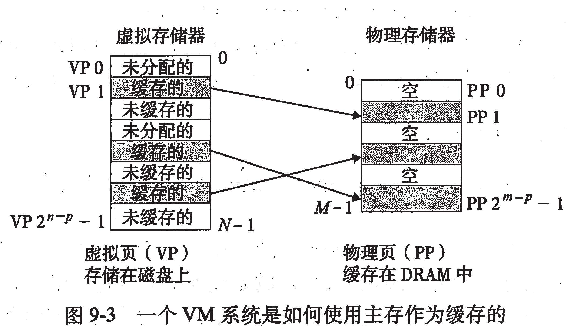 虚拟存储器 物理存储器
VP 0 未分配的 0
VP 1 缓存的
未缓存的
未分配的
缓存的
未缓存的
缓存的
VP 2^{n-p} - 1 未缓存的 N-1
0 空 PP 0
PP 1
空
空
M-1 PP 2^{m-p} - 1
虚拟页(VP) 物理页(PP)
存储在磁盘上 缓存在 DRAM 中
图 9-3 一个 VM 系统是如何使用主存作为缓存的